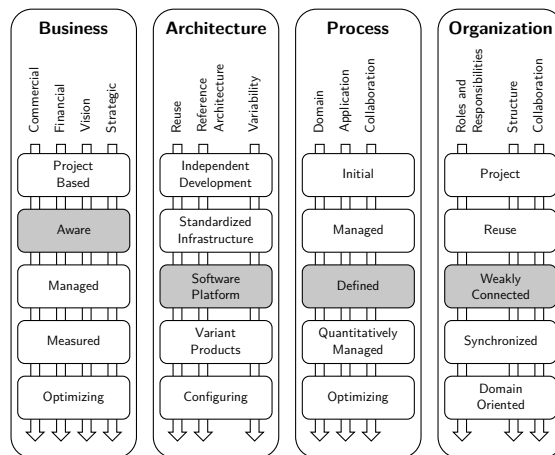 Business
Commercial
Financial
Vision
Strategic
Project
Based
Aware
Managed
Measured
Optimizing
Architecture
Reuse
Reference
Architecture
Variability
Independent
Development
Standardized
Infrastructure
Software
Platform
Variant
Products
Configuring
Process
Domain
Application
Collaboration
Initial
Managed
Defined
Quantitatively
Managed
Optimizing
Organization
Roles and
Responsibilities
Structure
Collaboration
Project
Reuse
Weakly
Connected
Synchronized
Domain
Oriented